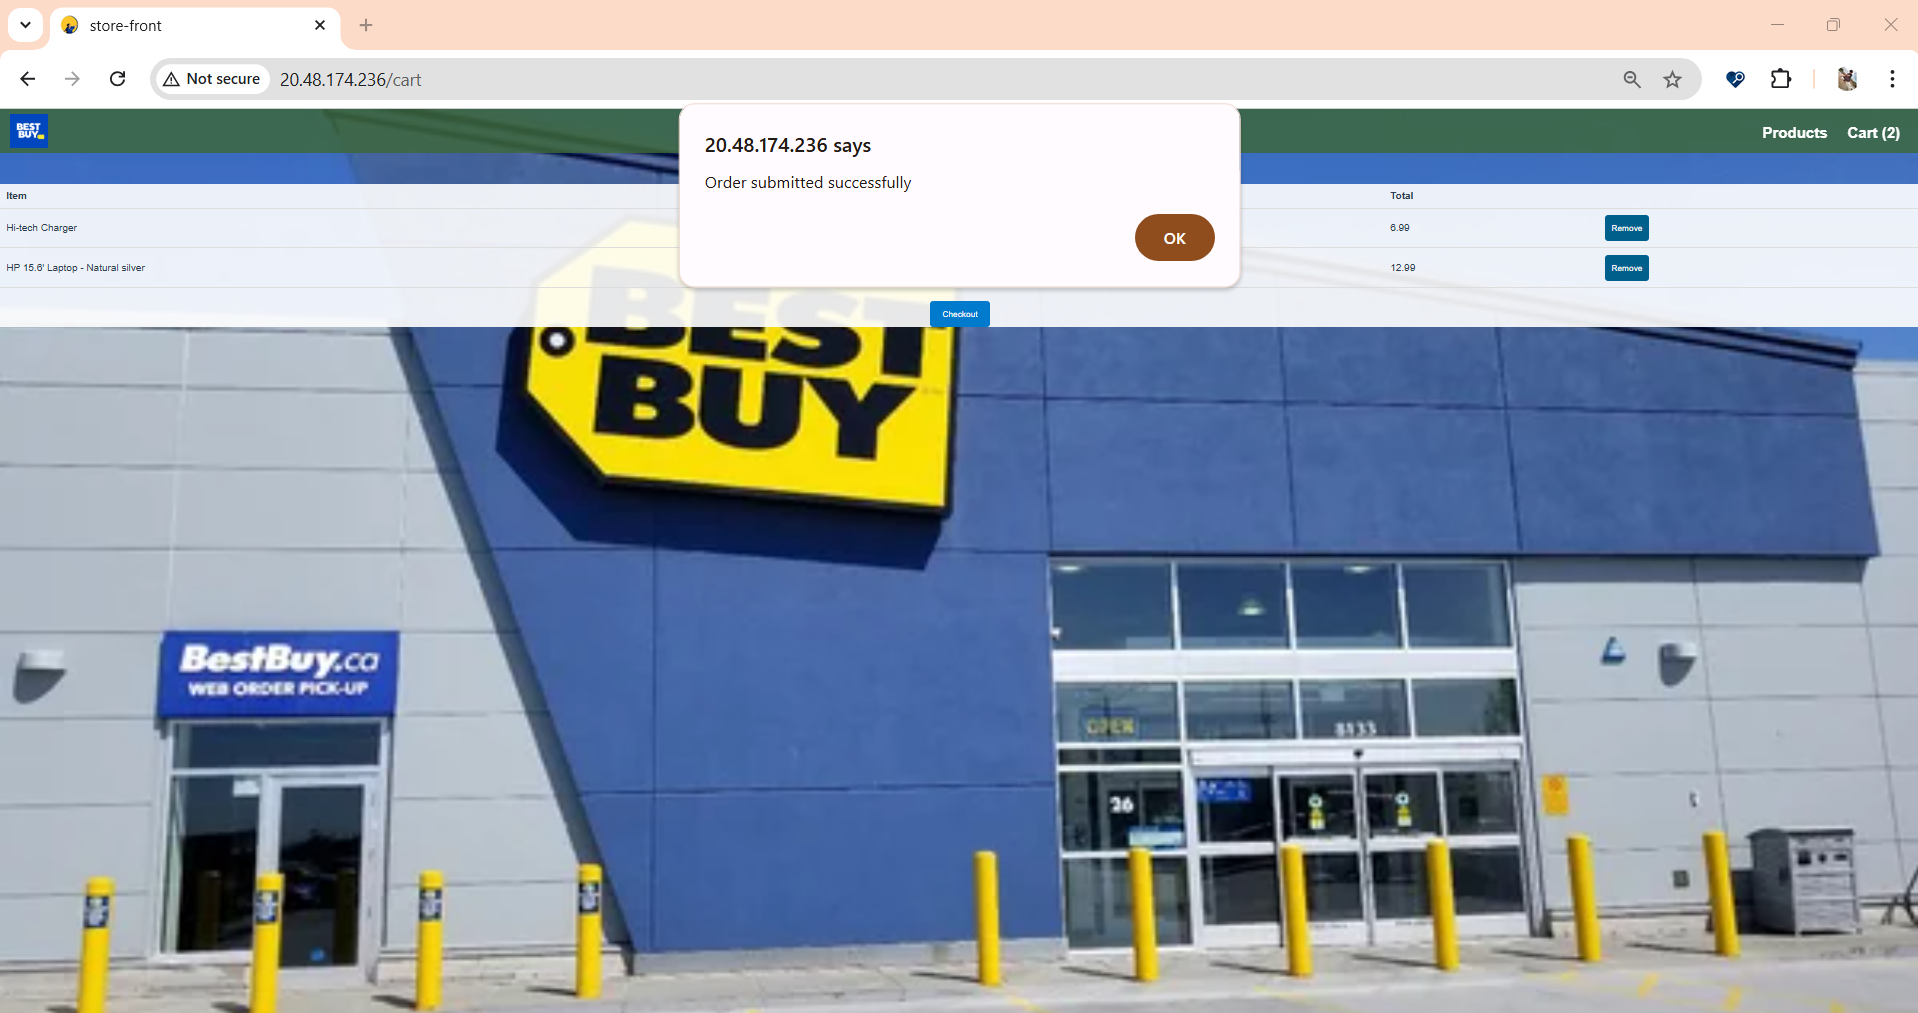 store-front
Not secure
20.48.174.236/cart
BEST
BUY
Products
Cart (2)
20.48.174.236 says
Order submitted successfully
OK
Item
Total
Hi-tech Charger
6.99
Remove
HP 15.6' Laptop - Natural silver
12.99
Remove
Checkout
BEST
BUY
BestBuy.ca
WEB ORDER PICK-UP
OPEN
8133
26